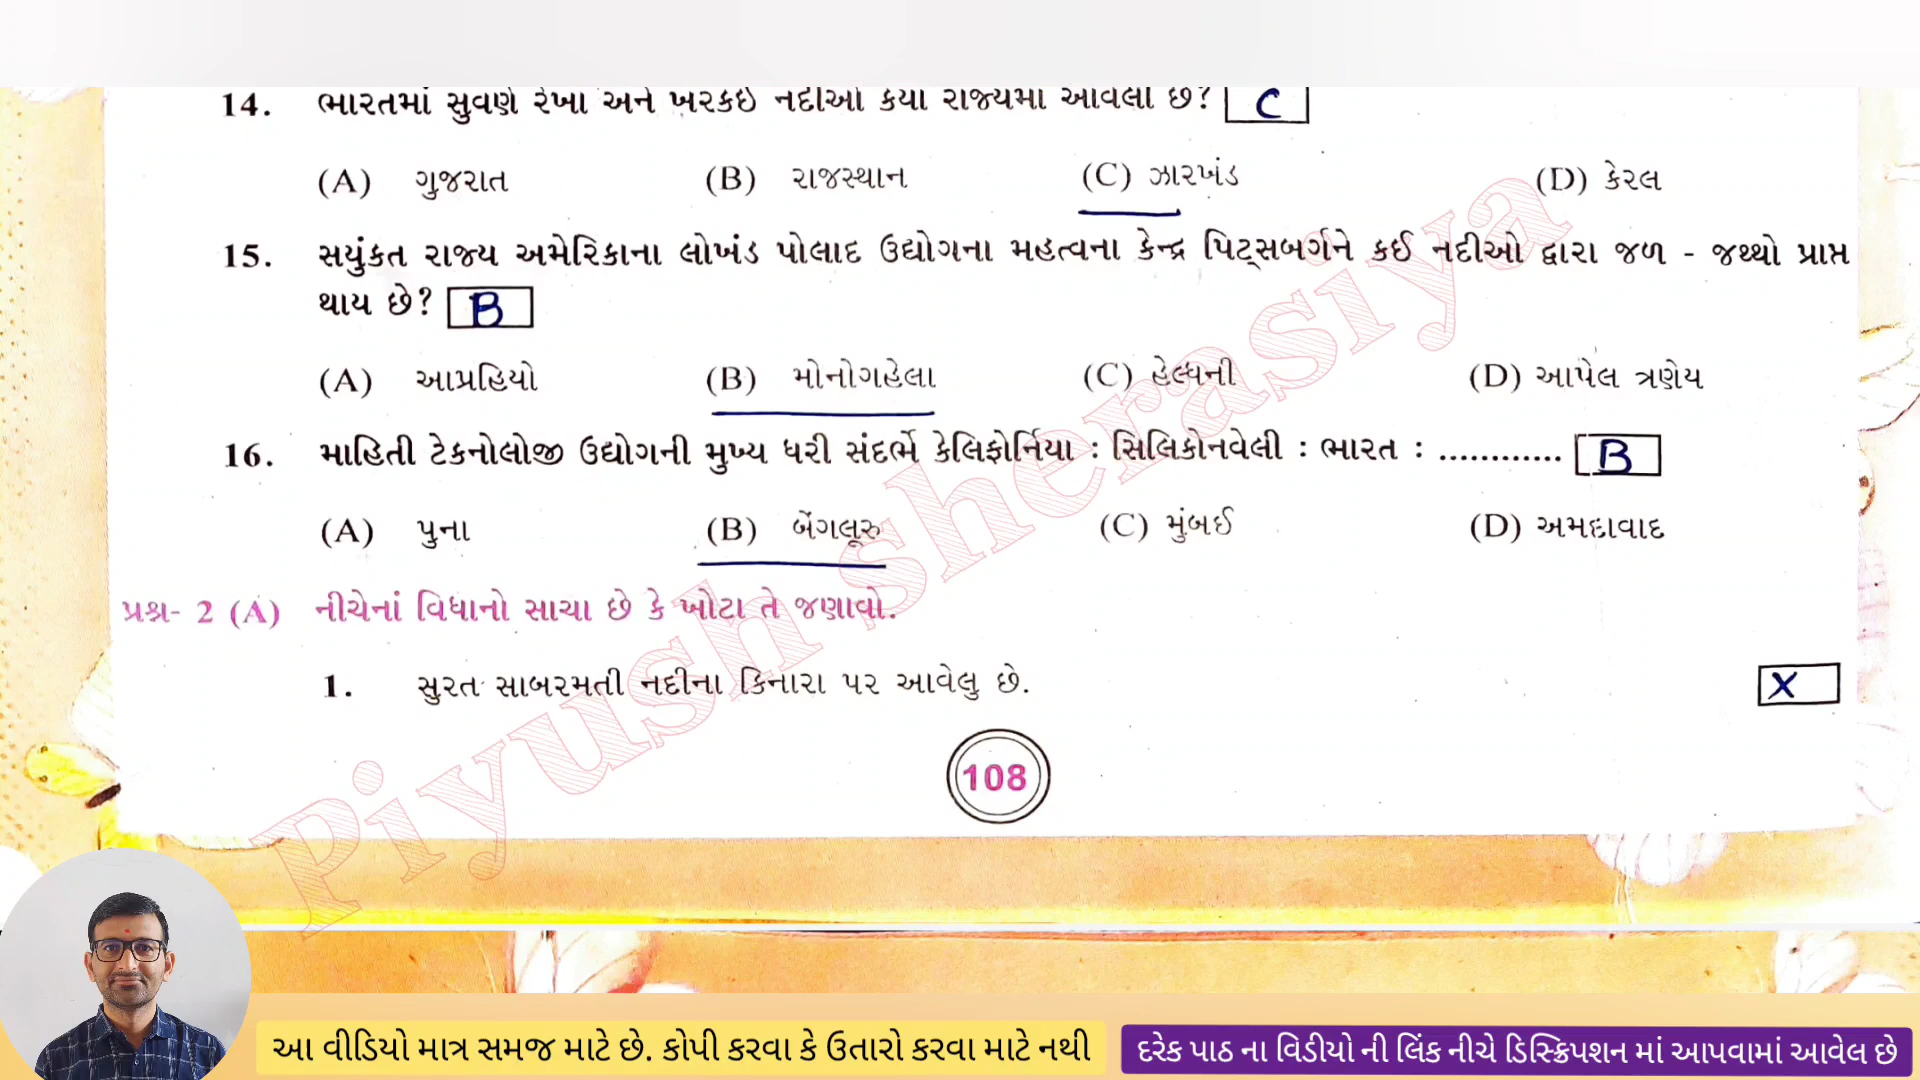 14. ભારતમાં સુવર્ણ રેખા અને ખરકઇ નદીઓ કયા રાજ્યમાં આવેલી છે? C
(A) ગુજરાત (B) રાજસ્થાન (C) ઝારખંડ (D) કેરલ
15. સયુંકત રાજ્ય અમેરિકાના લોખંડ પોલાદ ઉદ્યોગના મહત્વના કેન્દ્ર પિટ્સબર્ગને કઈ નદીઓ દ્વારા જળ - જથ્થો પ્રાપ્ત
થાય છે? B
(A) આપ્રહિયો (B) મોનોગહેલા (C) હેલ્ધની (D) આપેલ ત્રણેય
16. માહિતી ટેકનોલોજી ઉદ્યોગની મુખ્ય ધરી સંદર્ભે કેલિફોર્નિયા : સિલિકોનવેલી : ભારત : ............ B
(A) પુના (B) બેંગલૂરુ (C) મુંબઈ (D) અમદાવાદ
પ્રશ્ન- 2 (A) નીચેનાં વિધાનો સાચા છે કે ખોટા તે જણાવો.
1. સુરત સાબરમતી નદીના કિનારા પર આવેલુ છે. X
108
Piyush sherasiya
આ વીડિયો માત્ર સમજ માટે છે. કોપી કરવા કે ઉતારો કરવા માટે નથી
દરેક પાઠ ના વિડીયો ની લિંક નીચે ડિસ્ક્રિપશન માં આપવામાં આવેલ છે